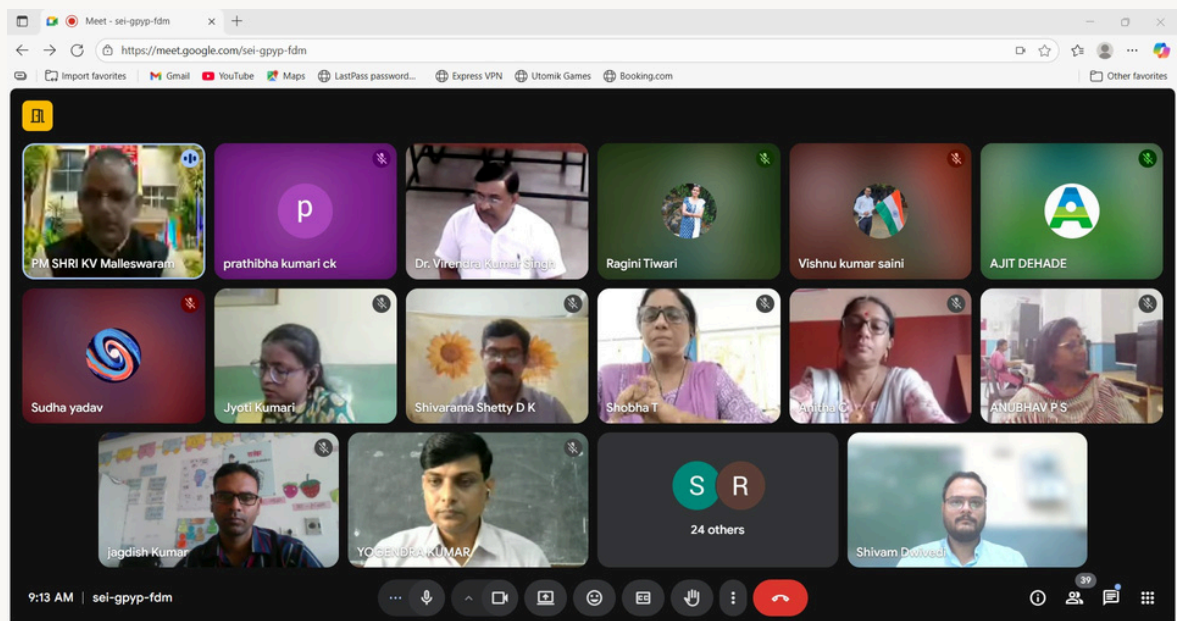 Meet - sei-gpyp-fdm
https://meet.google.com/sei-gpyp-fdm
Import favorites
Gmail
YouTube
Maps
LastPass password...
Express VPN
Utomik Games
Booking.com
Other favorites
PM SHRI KV Malleswaram
p
prathibha kumari ck
Dr. Virendra Kumar Singh
Ragini Tiwari
Vishnu kumar saini
AJIT DEHADE
Sudha yadav
Jyoti Kumari
Shivarama Shetty D K
Shobha T
Anitha C
ANUBHAV P S
jagdish Kumar
YOGENDRA KUMAR
S R
24 others
Shivam Dwivedi
9:13 AM | sei-gpyp-fdm
CC
39